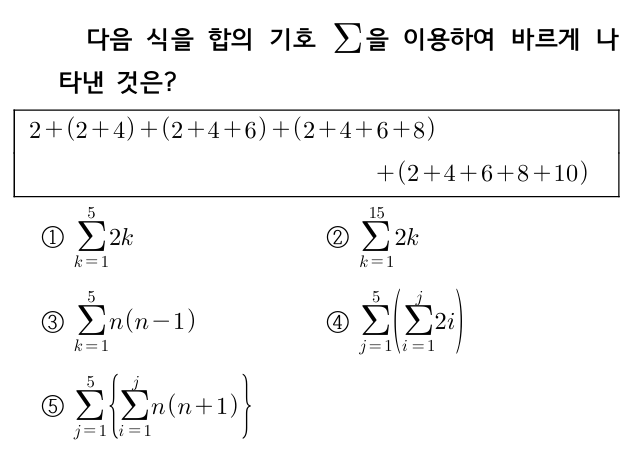 다음 식을 합의 기호 ∑을 이용하여 바르게 나
타낸 것은?
2+(2+4)+(2+4+6)+(2+4+6+8)
+(2+4+6+8+10)
① \sum_{k=1}^{5} 2k ② \sum_{k=1}^{15} 2k
③ \sum_{k=1}^{5} n(n-1) ④ \sum_{j=1}^{5} \left( \sum_{i=1}^{j} 2i \right)
⑤ \sum_{j=1}^{5} \left\{ \sum_{i=1}^{j} n(n+1) \right\}